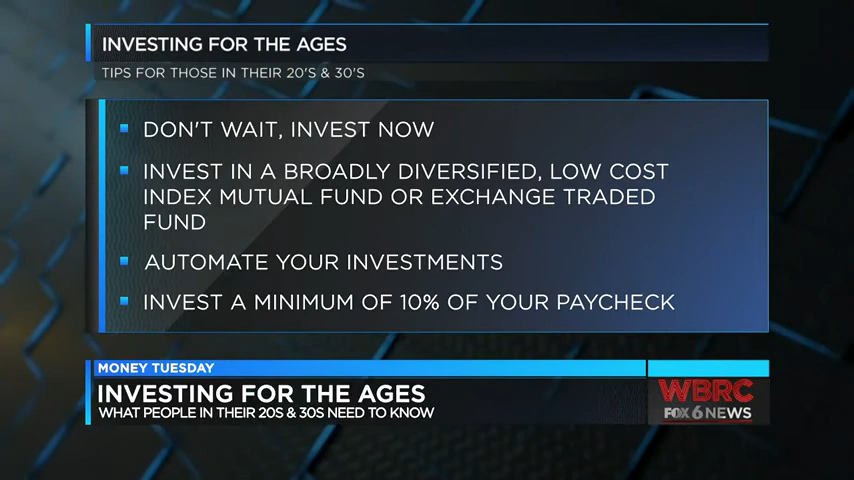 INVESTING FOR THE AGES
TIPS FOR THOSE IN THEIR 20'S & 30'S
DON'T WAIT, INVEST NOW
INVEST IN A BROADLY DIVERSIFIED, LOW COST
INDEX MUTUAL FUND OR EXCHANGE TRADED
FUND
AUTOMATE YOUR INVESTMENTS
INVEST A MINIMUM OF 10% OF YOUR PAYCHECK
MONEY TUESDAY
INVESTING FOR THE AGES
WHAT PEOPLE IN THEIR 20S & 30S NEED TO KNOW
WBRC
FOX 6 NEWS